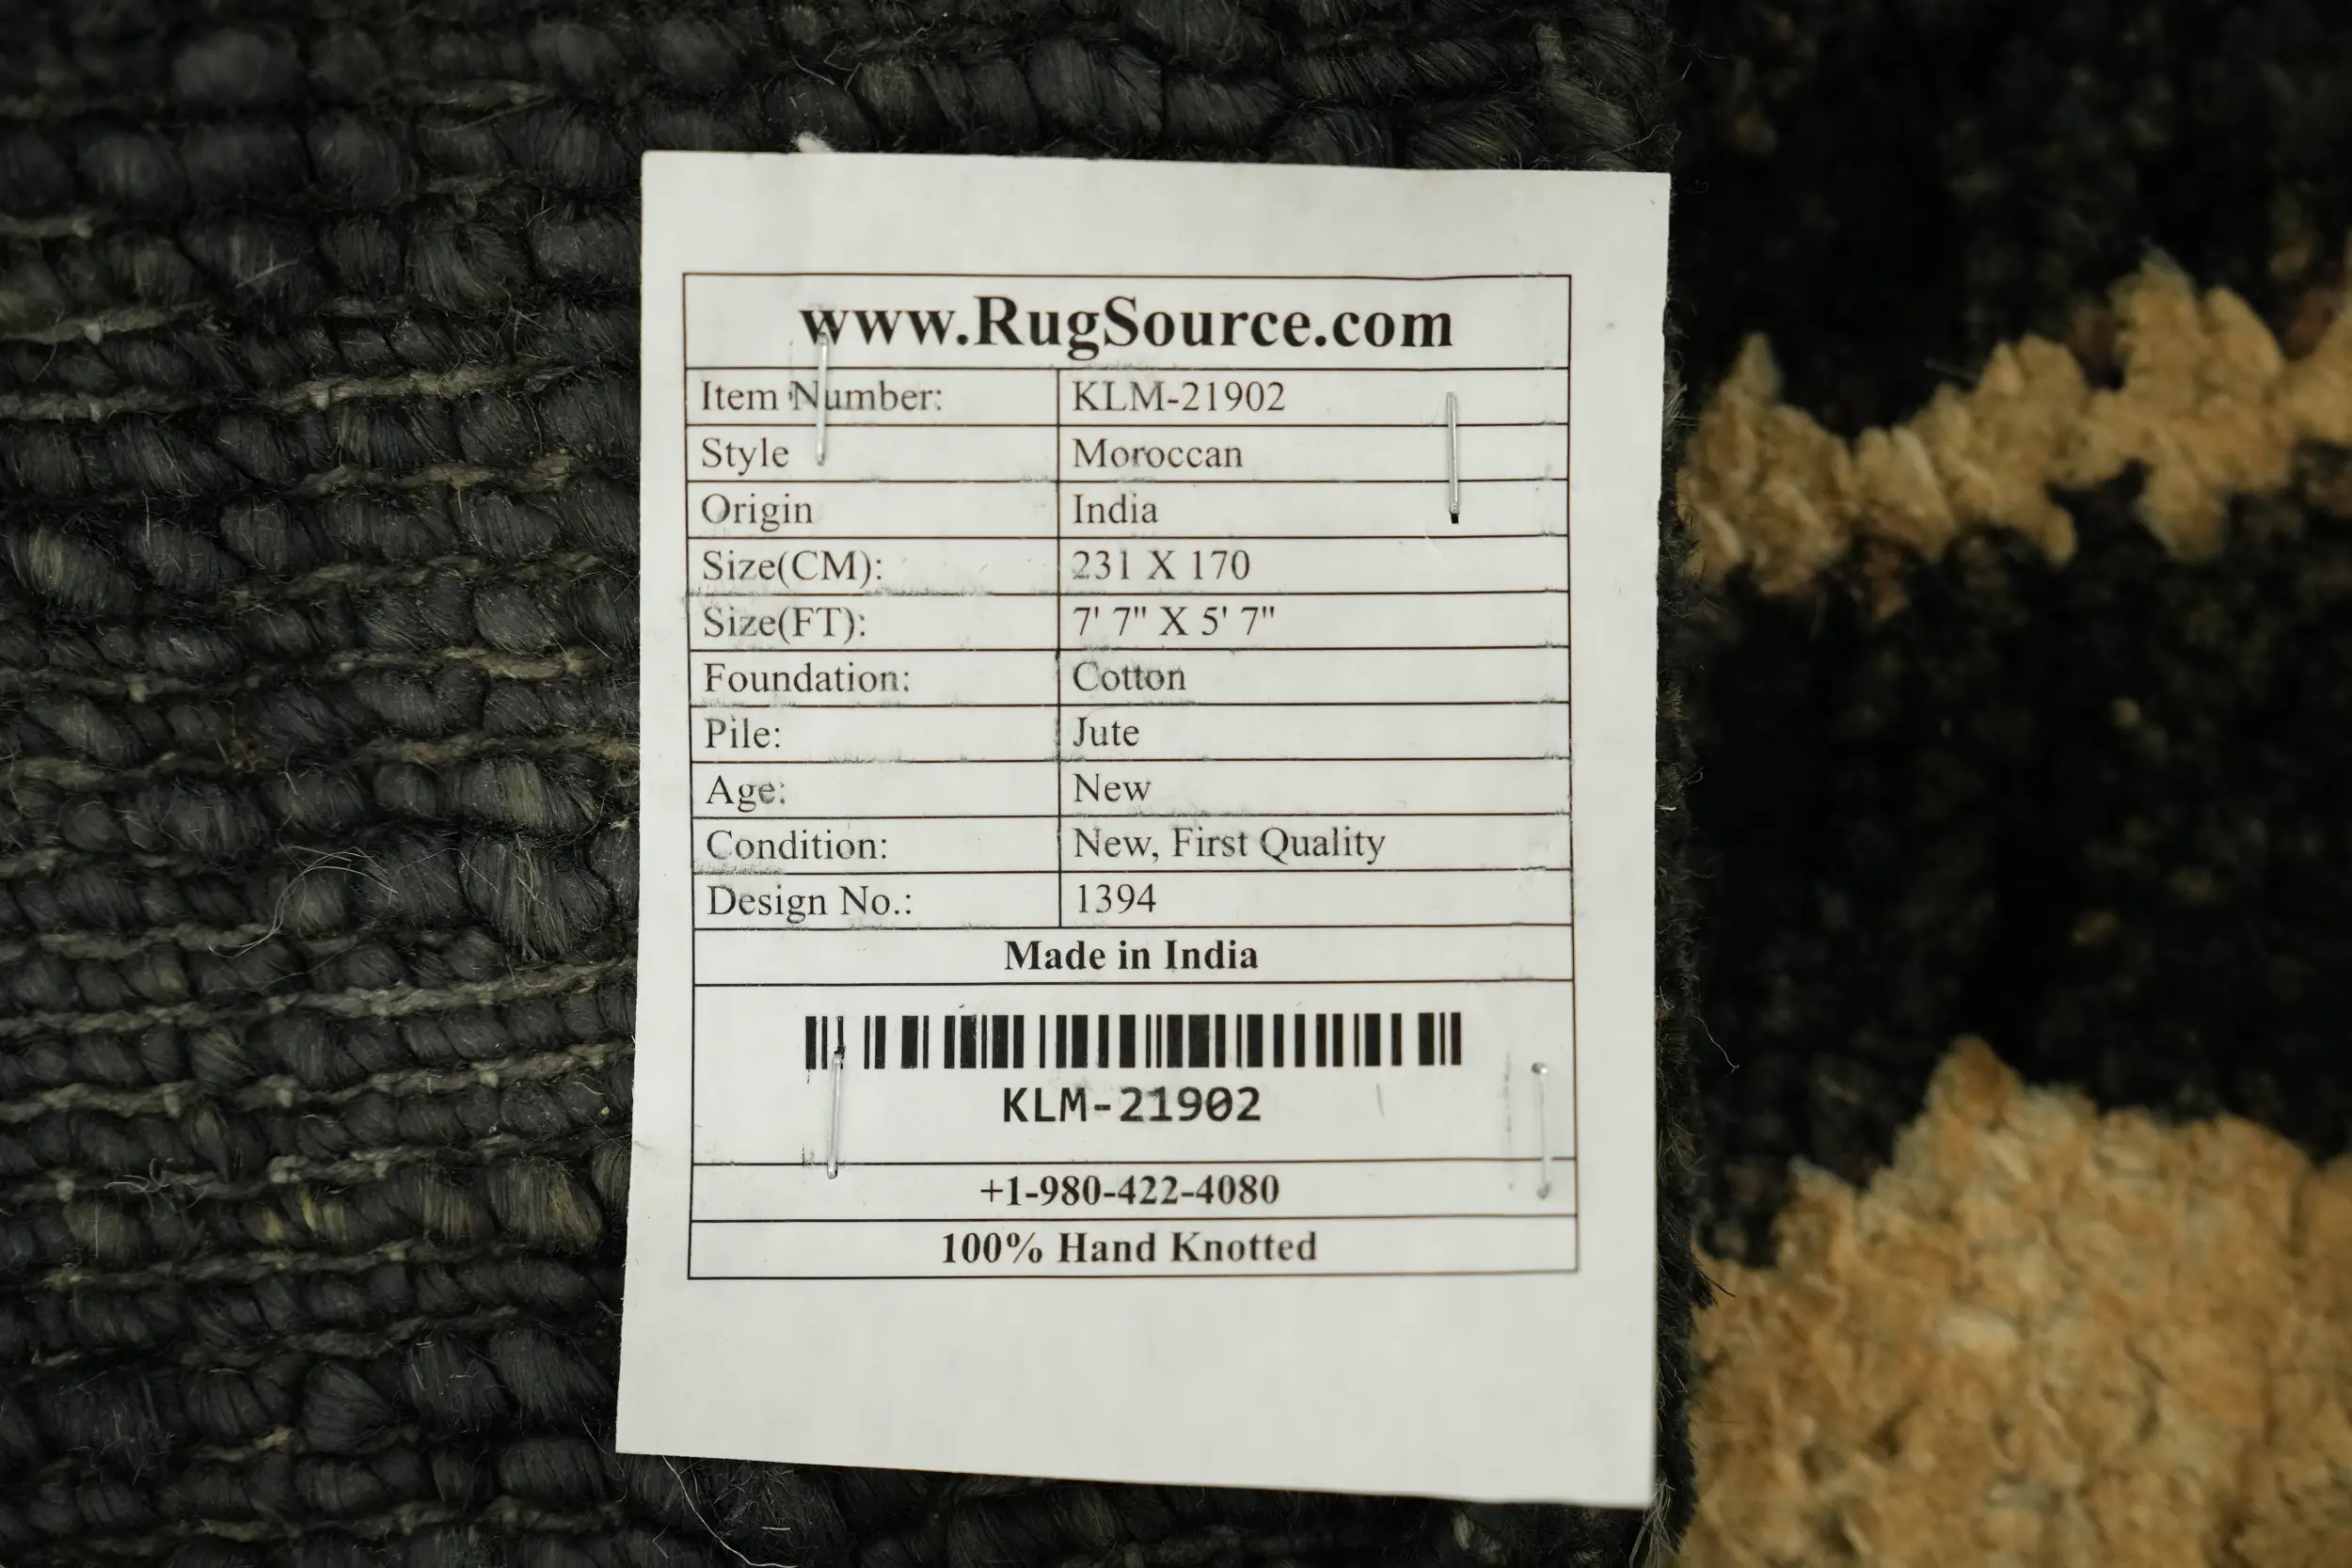 www.RugSource.com
Item Number: KLM-21902
Style Moroccan
Origin India
Size(CM): 231 X 170
Size(FT): 7' 7" X 5' 7"
Foundation: Cotton
Pile: Jute
Age: New
Condition: New, First Quality
Design No.: 1394
Made in India
KLM-21902
+1-980-422-4080
100% Hand Knotted